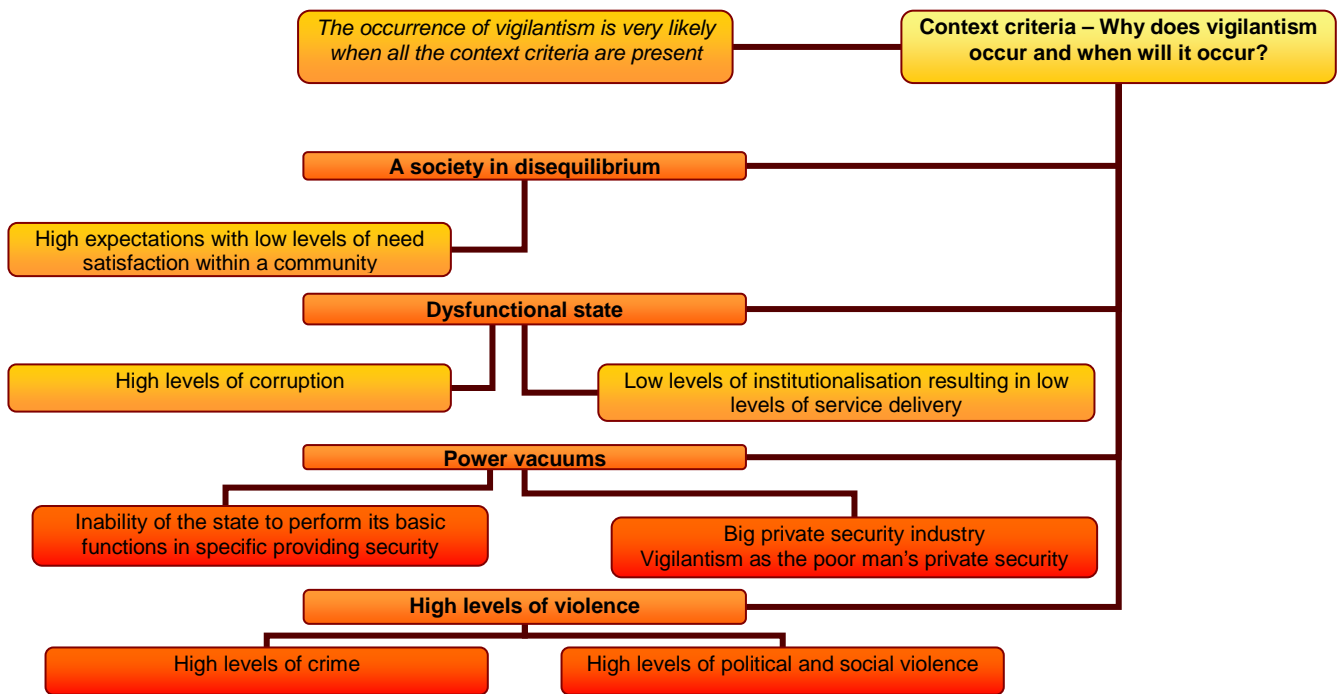 The occurrence of vigilantism is very likely
when all the context criteria are present
Context criteria – Why does vigilantism
occur and when will it occur?
A society in disequilibrium
High expectations with low levels of need
satisfaction within a community
Dysfunctional state
High levels of corruption
Low levels of institutionalisation resulting in low
levels of service delivery
Power vacuums
Inability of the state to perform its basic
functions in specific providing security
Big private security industry
Vigilantism as the poor man's private security
High levels of violence
High levels of crime
High levels of political and social violence